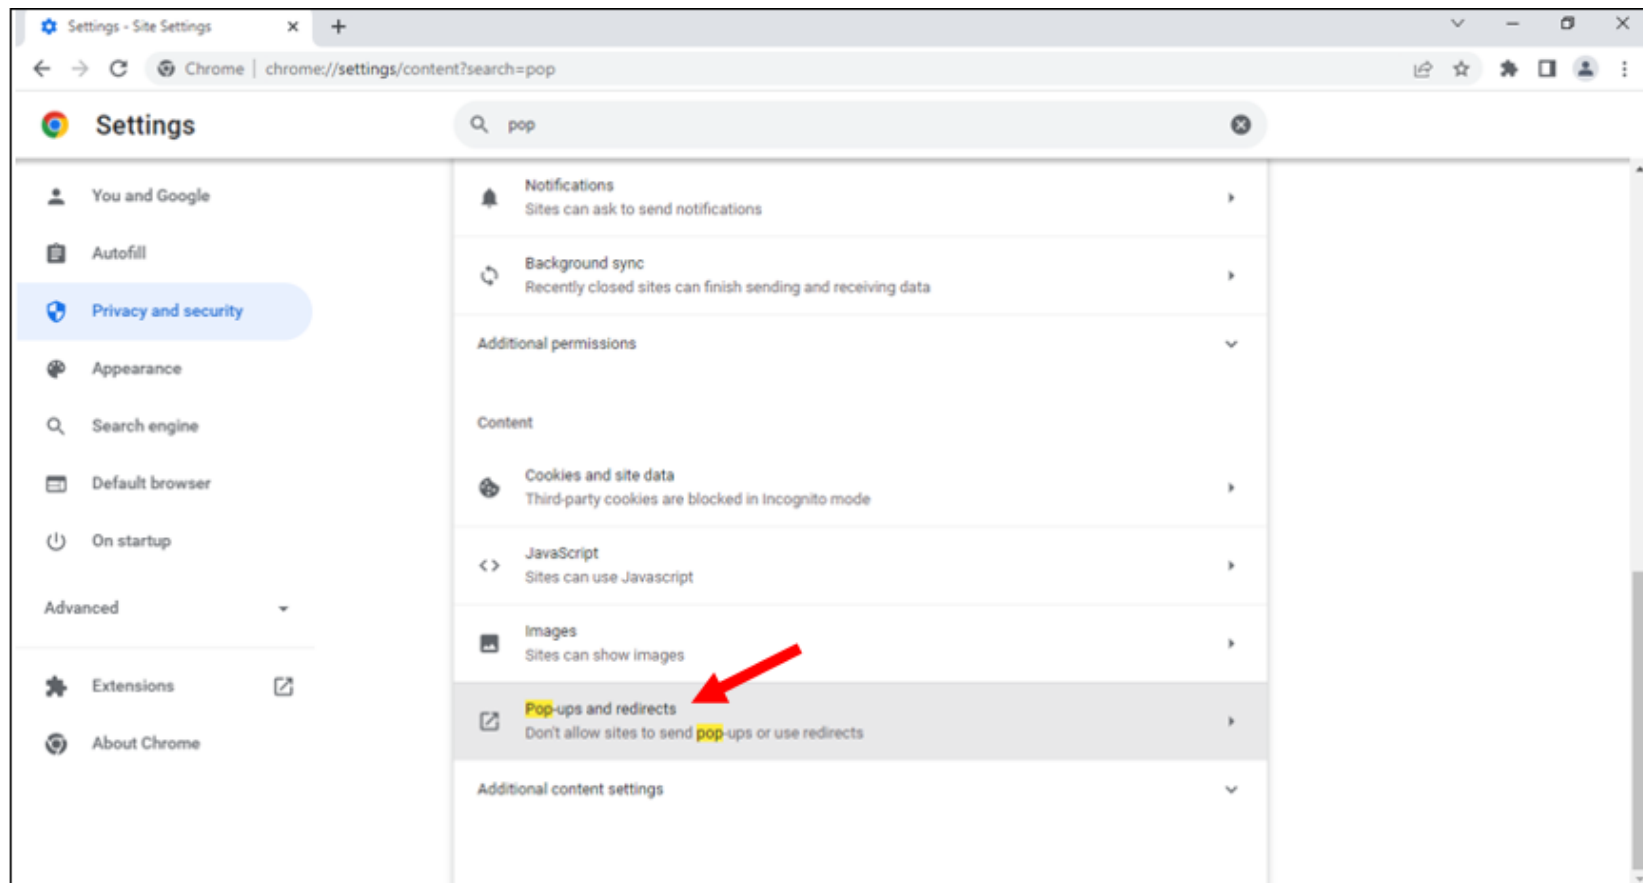 Settings - Site Settings
Chrome | chrome://settings/content?search=pop
Settings
pop
You and Google
Autofill
Privacy and security
Appearance
Search engine
Default browser
On startup
Advanced
Extensions
About Chrome
Notifications
Sites can ask to send notifications
Background sync
Recently closed sites can finish sending and receiving data
Additional permissions
Content
Cookies and site data
Third-party cookies are blocked in Incognito mode
JavaScript
Sites can use Javascript
Images
Sites can show images
Pop-ups and redirects
Don't allow sites to send pop-ups or use redirects
Additional content settings